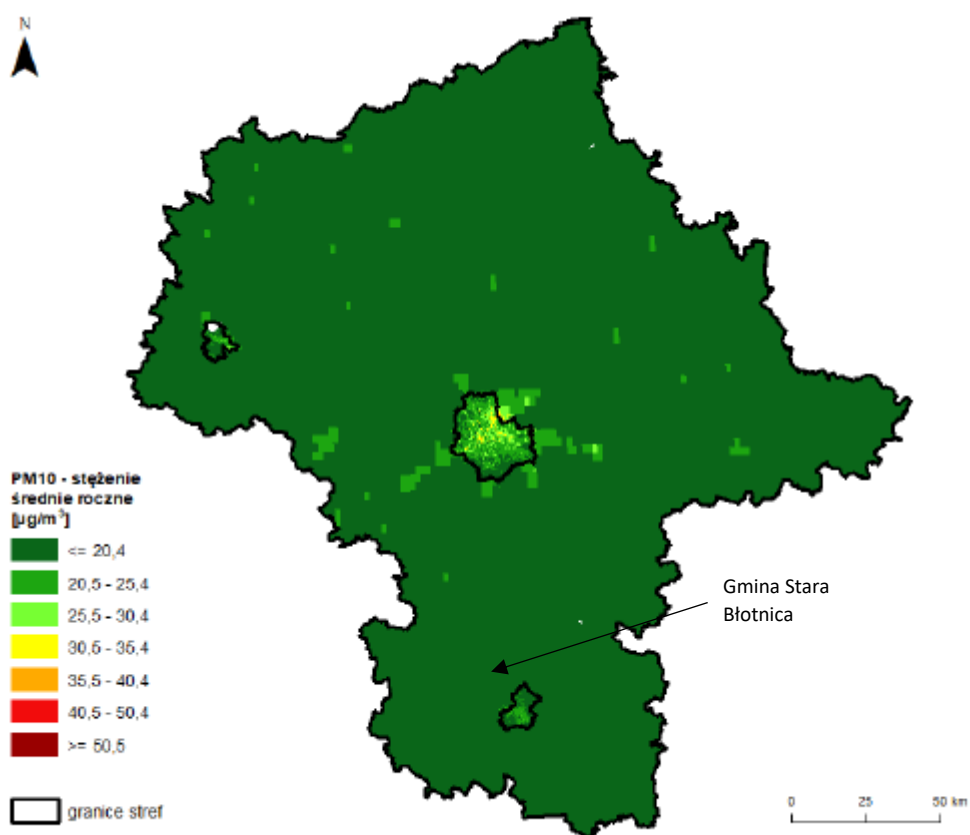 N
PM10 - stężenie
średnie roczne
[µg/m³]
<= 20,4
20,5 - 25,4
25,5 - 30,4
30,5 - 35,4
35,5 - 40,4
40,5 - 50,4
>= 50,5
granice stref
Gmina Stara
Błotnica
0 25 50 km